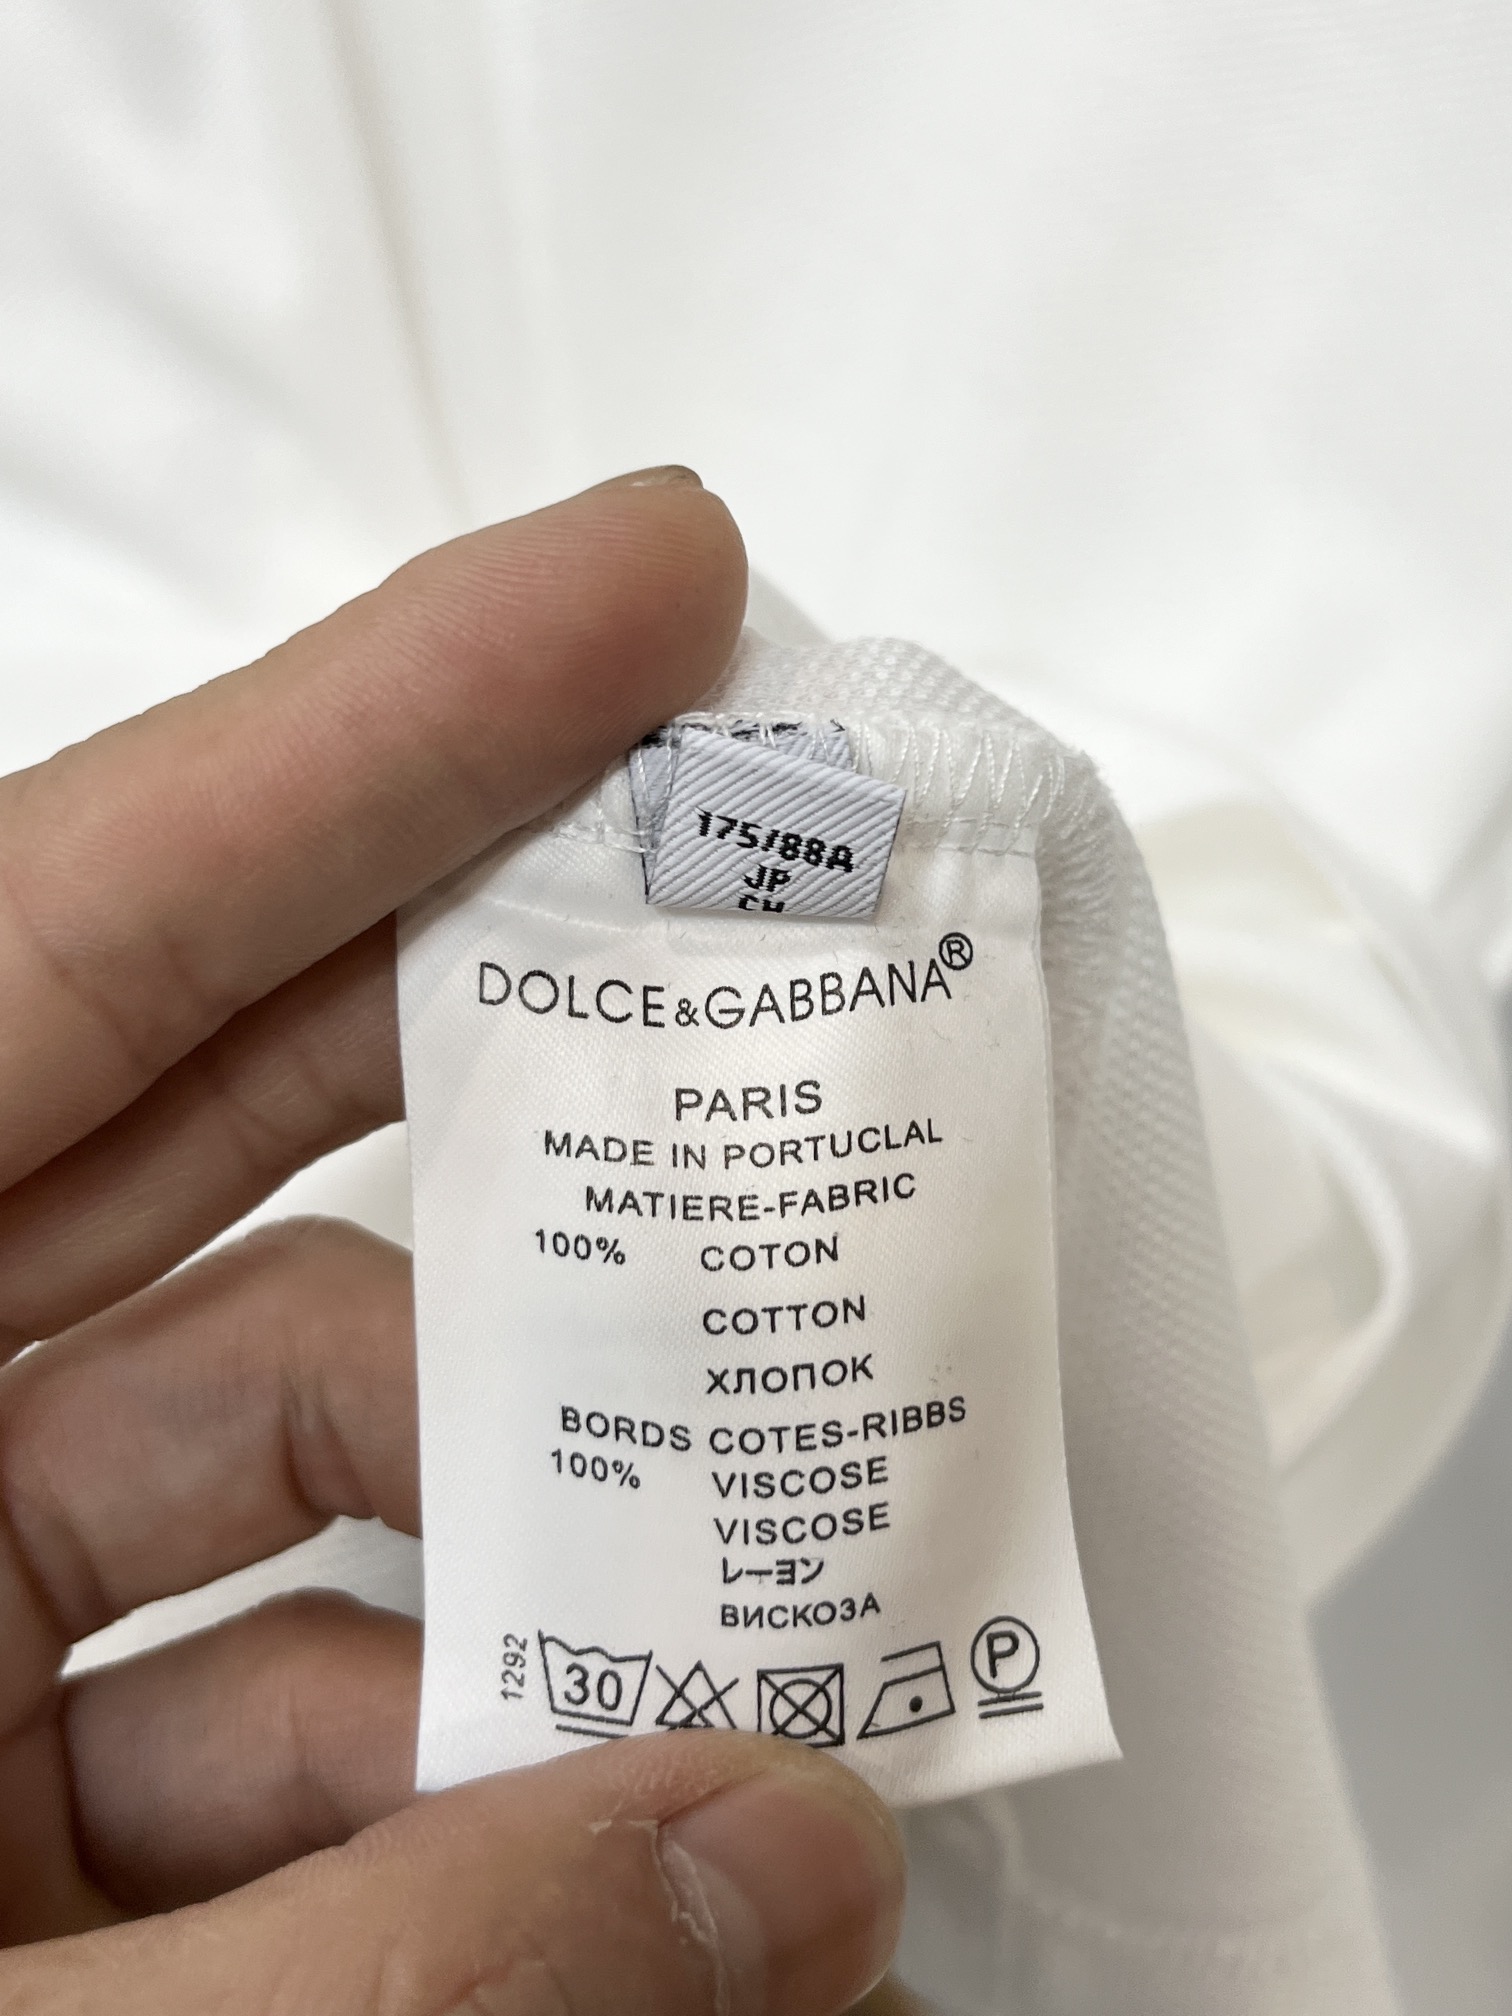 175/88A
JP
CH
DOLCE&GABBANA®
PARIS
MADE IN PORTUCLAL
MATIERE-FABRIC
100% COTON
COTTON
ХЛОПОК
BORDS COTES-RIBBS
100% VISCOSE
VISCOSE
レーヨン
ВИСКОЗА
1292
30
P